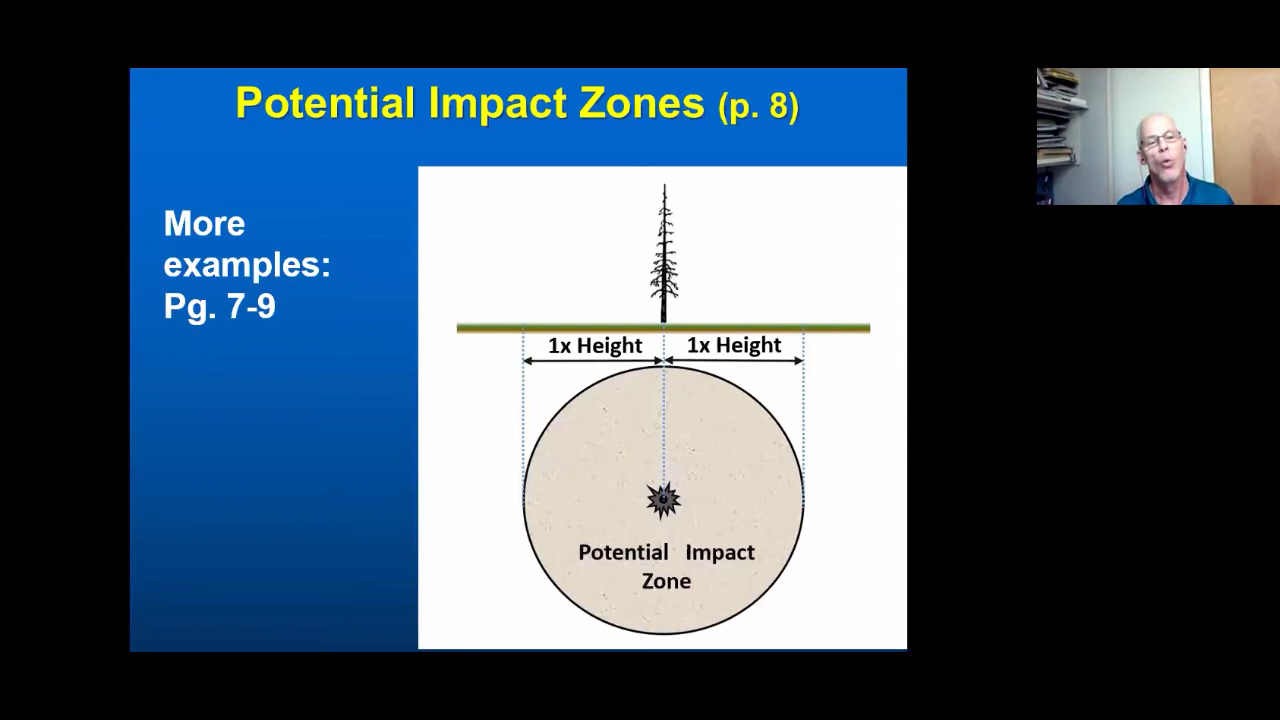 Potential Impact Zones (p. 8)
More
examples:
Pg. 7-9
1x Height 1x Height
Potential Impact
Zone